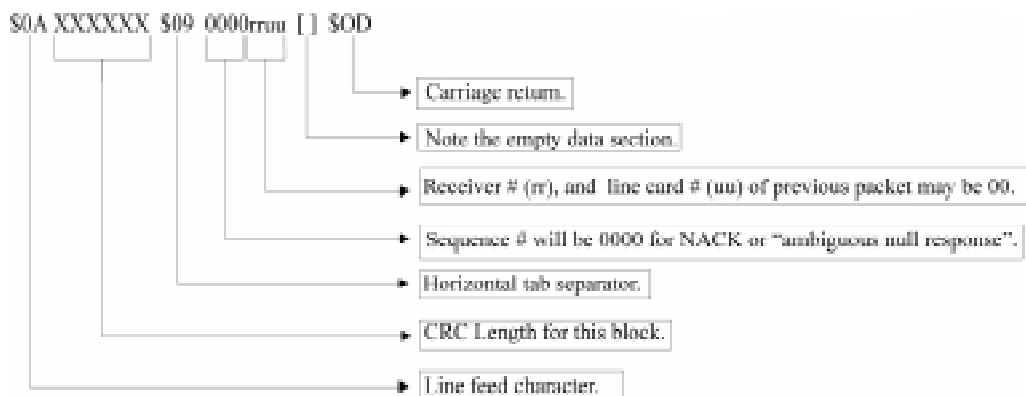 $0A XXXXXX $09 0000rruu [ ] $OD
Carriage return.
Note the empty data section.
Receiver # (rr), and line card # (uu) of previous packet may be 00.
Sequence # will be 0000 for NACK or “ambiguous null response”.
Horizontal tab separator.
CRC Length for this block.
Line feed character.